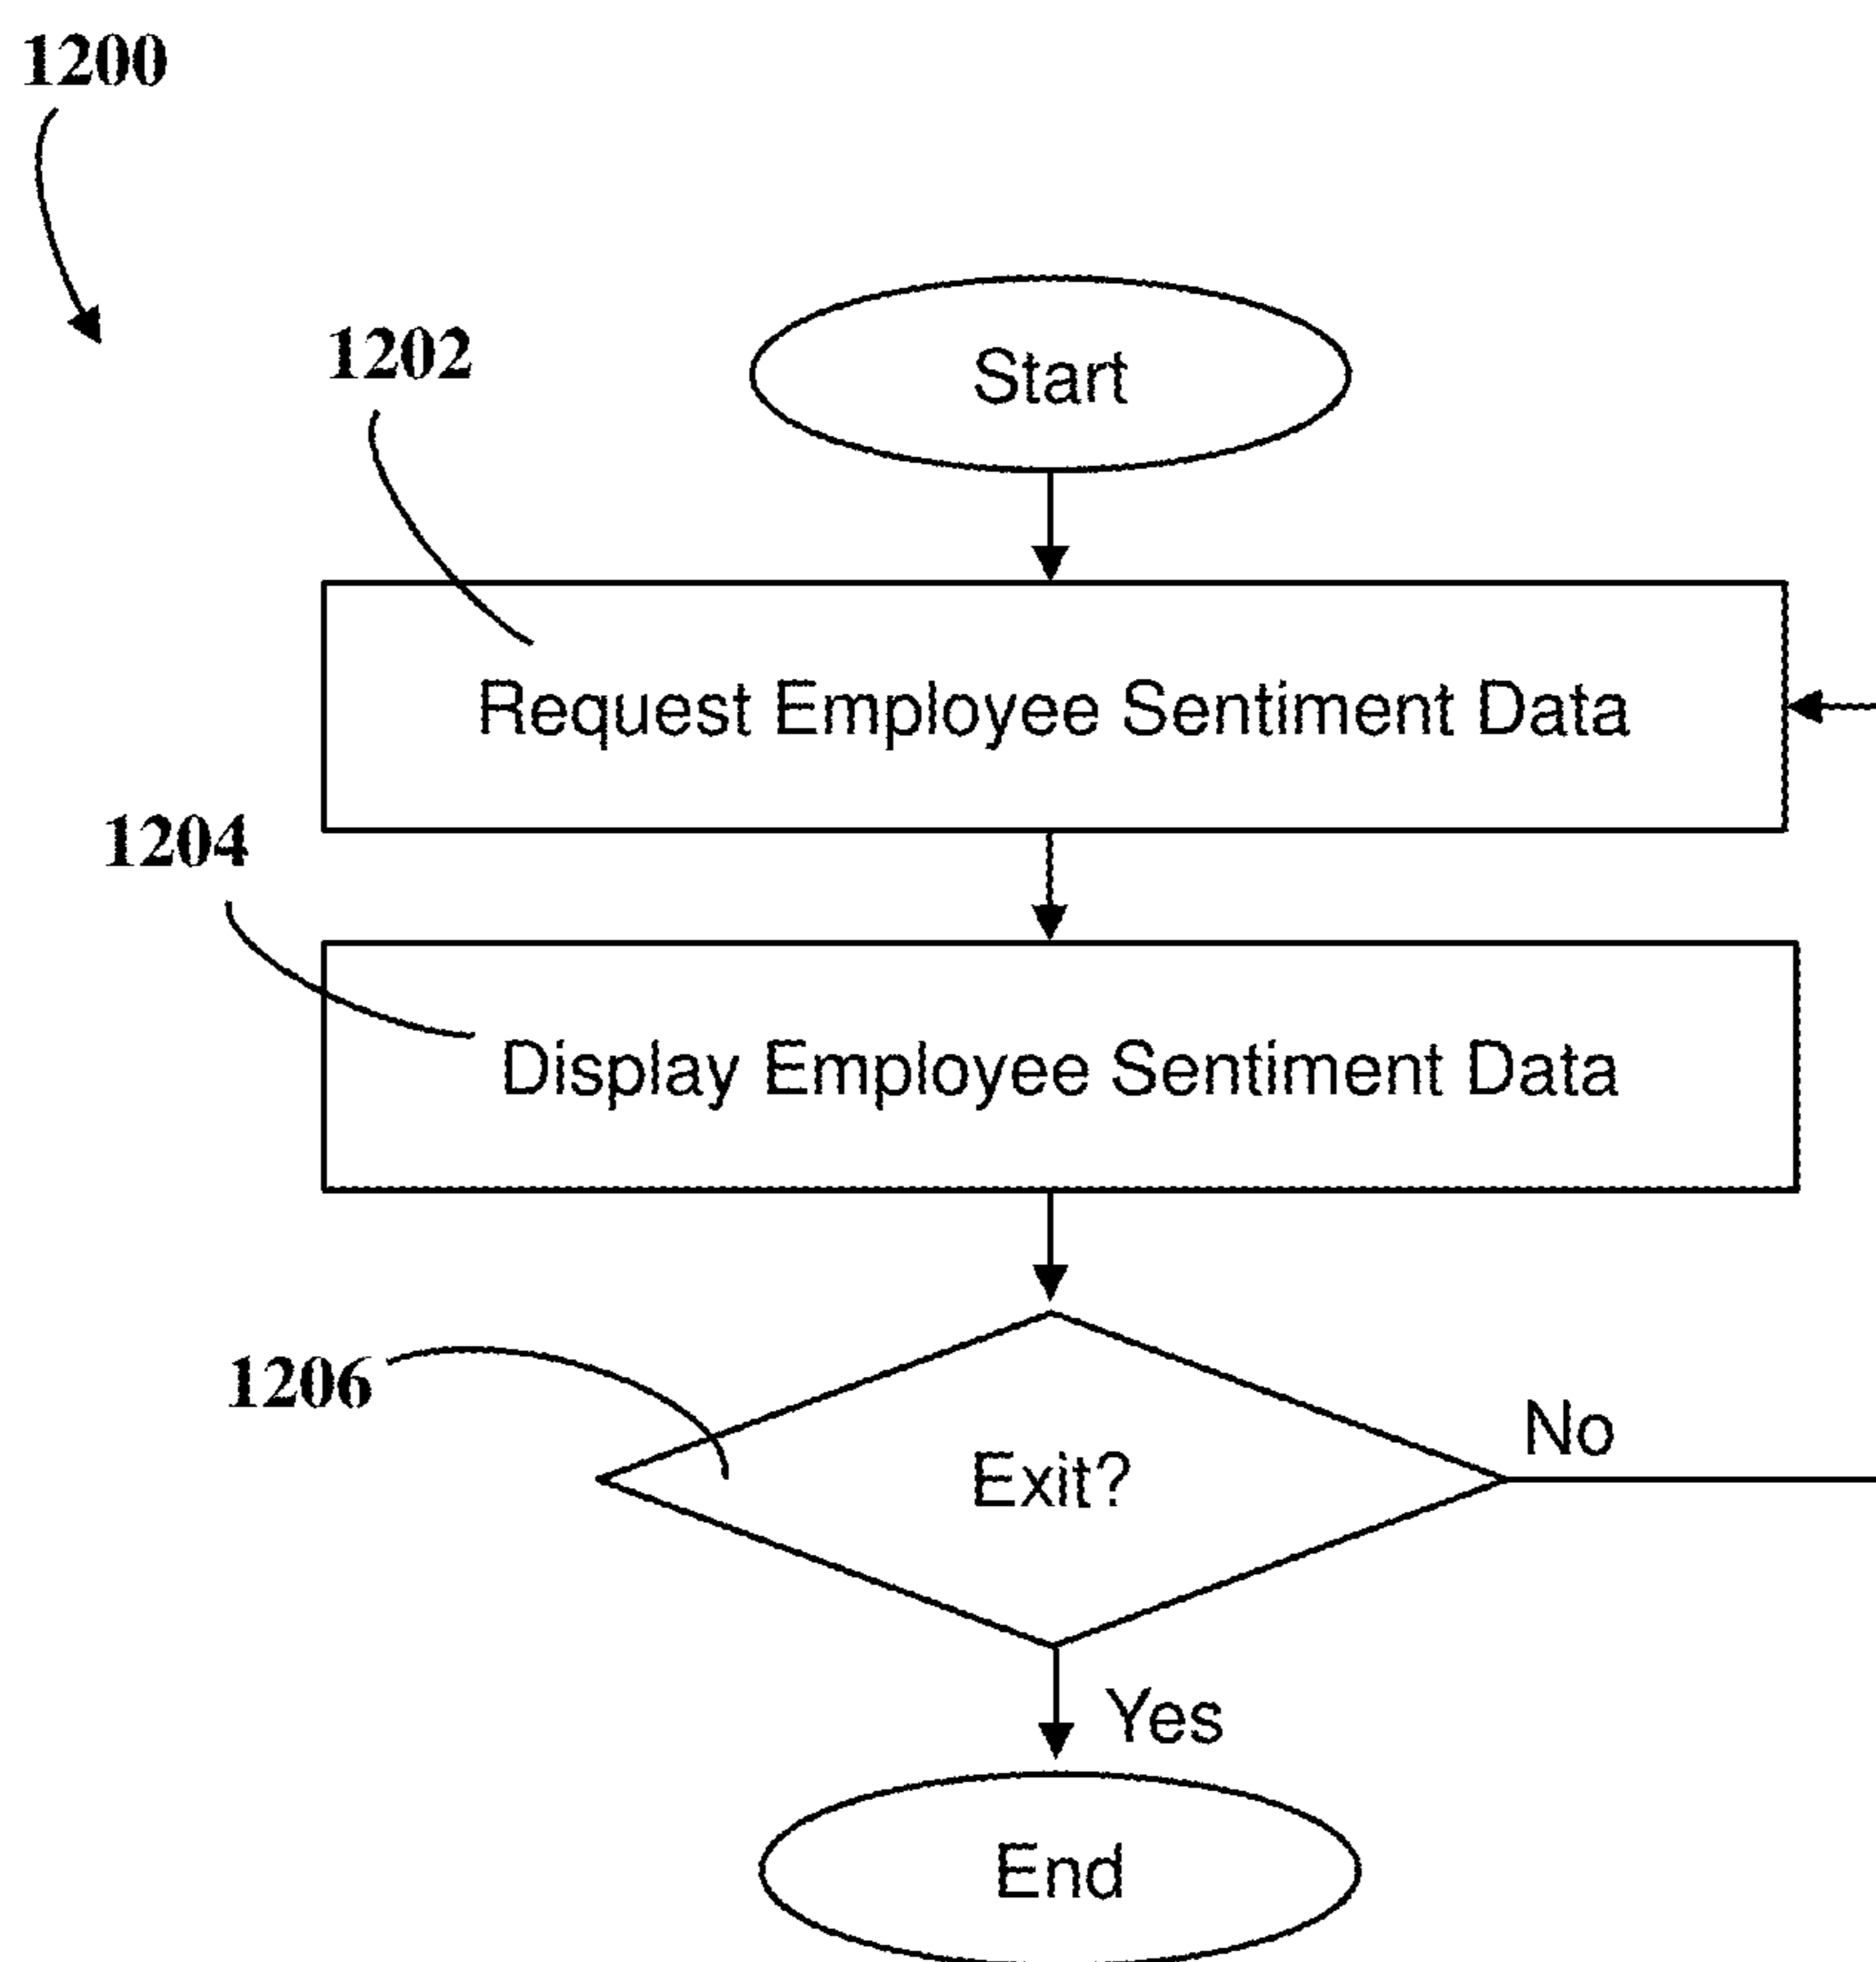 1200
1202
Start
Request Employee Sentiment Data
1204
Display Employee Sentiment Data
1206
Exit?
No
Yes
End